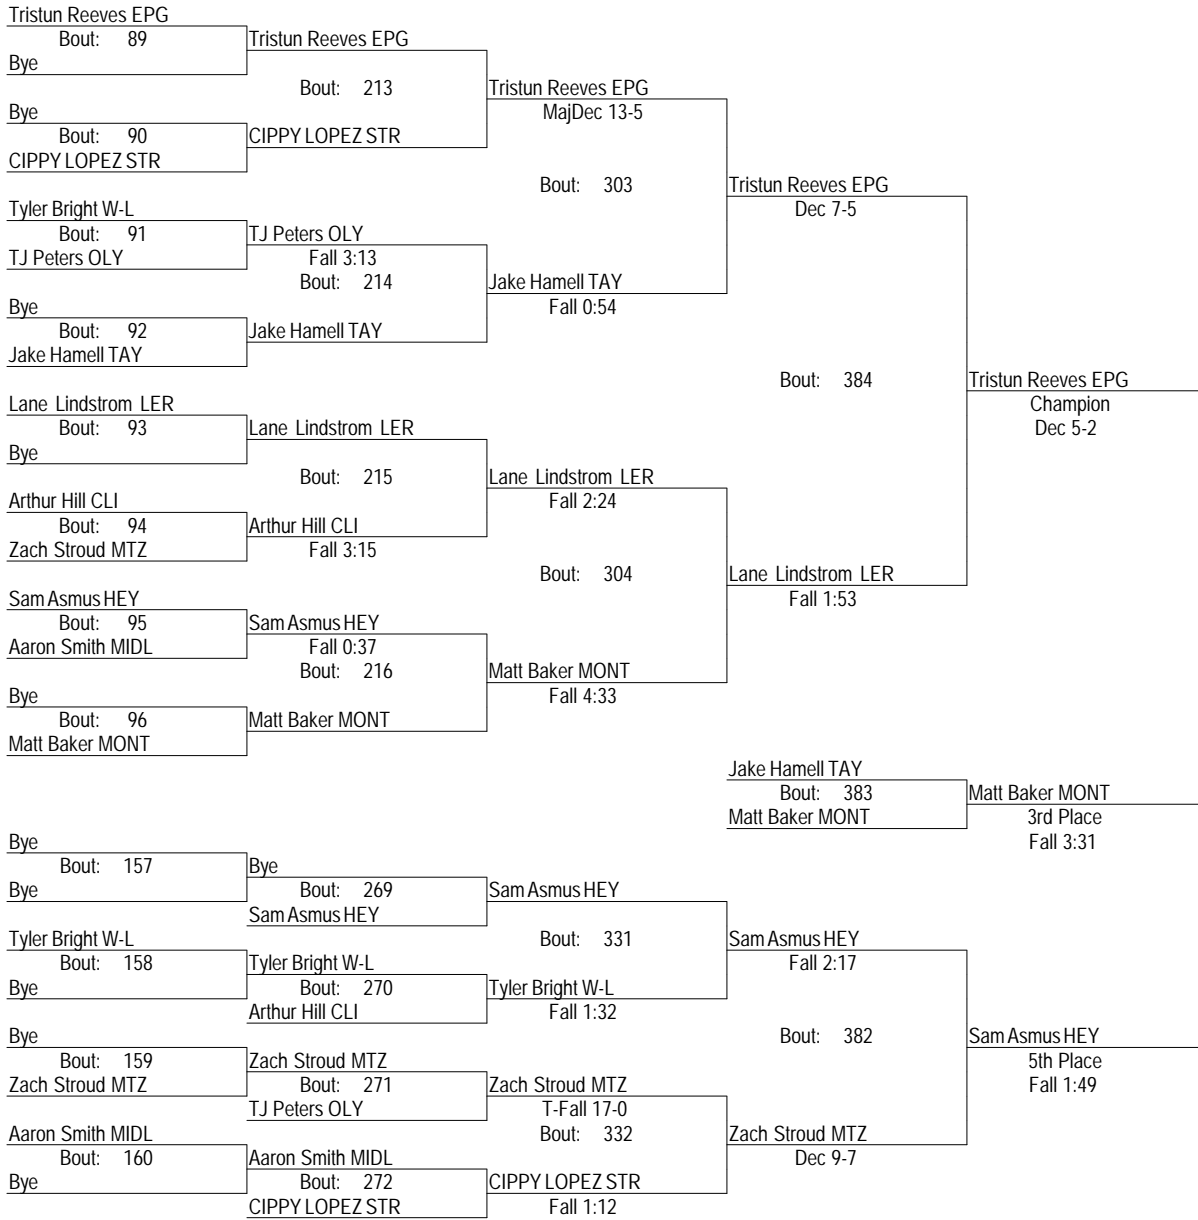 Tristun Reeves EPG
Bout: 89
Tristun Reeves EPG
Bye
Bout: 213
Tristun Reeves EPG
Bye
MajDec 13-5
Bout: 90
CIPPY LOPEZ STR
CIPPY LOPEZ STR
Bout: 303
Tristun Reeves EPG
Tyler Bright W-L
Dec 7-5
Bout: 91
TJ Peters OLY
TJ Peters OLY
Fall 3:13
Bout: 214
Jake Hamell TAY
Bye
Fall 0:54
Bout: 92
Jake Hamell TAY
Jake Hamell TAY
Bout: 384
Tristun Reeves EPG
Lane Lindstrom LER
Champion
Bout: 93
Lane Lindstrom LER
Dec 5-2
Bye
Bout: 215
Lane Lindstrom LER
Arthur Hill CLI
Fall 2:24
Bout: 94
Arthur Hill CLI
Zach Stroud MTZ
Fall 3:15
Bout: 304
Lane Lindstrom LER
Sam Asmus HEY
Fall 1:53
Bout: 95
Sam Asmus HEY
Aaron Smith MIDL
Fall 0:37
Bout: 216
Matt Baker MONT
Bye
Fall 4:33
Bout: 96
Matt Baker MONT
Matt Baker MONT
Jake Hamell TAY
Bout: 383
Matt Baker MONT
Matt Baker MONT
3rd Place
Fall 3:31
Bye
Bout: 157
Bye
Bye
Bout: 269
Sam Asmus HEY
Sam Asmus HEY
Tyler Bright W-L
Bout: 331
Sam Asmus HEY
Bout: 158
Tyler Bright W-L
Fall 2:17
Bye
Bout: 270
Tyler Bright W-L
Arthur Hill CLI
Fall 1:32
Bye
Bout: 382
Sam Asmus HEY
Bout: 159
Zach Stroud MTZ
5th Place
Zach Stroud MTZ
Bout: 271
Zach Stroud MTZ
Fall 1:49
TJ Peters OLY
T-Fall 17-0
Aaron Smith MIDL
Bout: 332
Zach Stroud MTZ
Bout: 160
Aaron Smith MIDL
Dec 9-7
Bye
Bout: 272
CIPPY LOPEZ STR
CIPPY LOPEZ STR
Fall 1:12